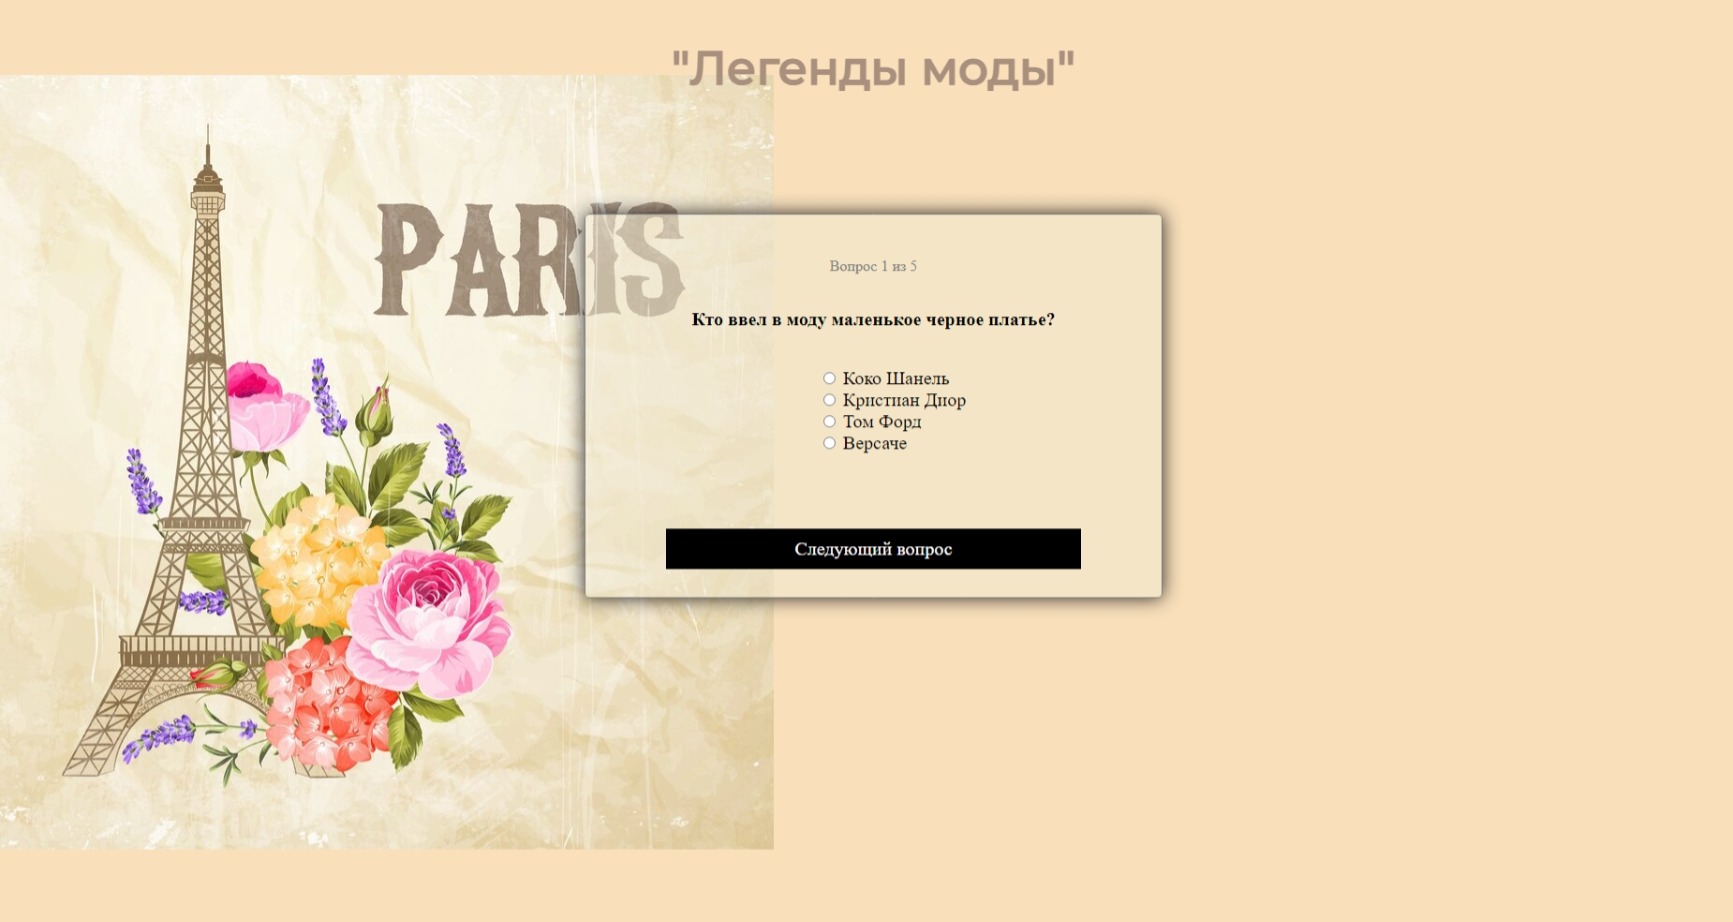 "Легенды моды"
PARIS
Вопрос 1 из 5
Кто ввел в моду маленькое черное платье?
Коко Шанель
Кристиан Диор
Том Форд
Версаче
Следующий вопрос